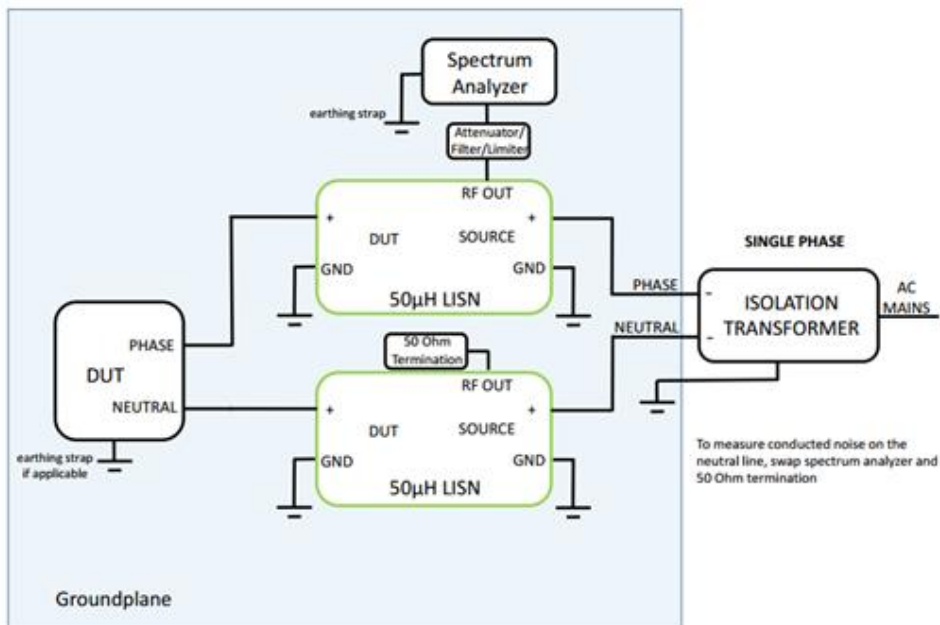 Spectrum
Analyzer
earthing strap
Attenuator/
Filter/Limiter
RF OUT
+
+
DUT
SOURCE
GND
GND
50µH LISN
SINGLE PHASE
PHASE
-
ISOLATION
TRANSFORMER
AC
MAINS
NEUTRAL
-
50 Ohm
Termination
RF OUT
PHASE
DUT
NEUTRAL
+
+
DUT
SOURCE
GND
GND
50µH LISN
earthing strap
if applicable
To measure conducted noise on the
neutral line, swap spectrum analyzer and
50 Ohm termination
Groundplane